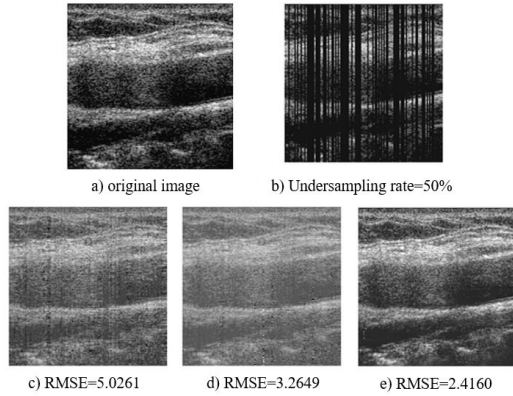 a) original image
b) Undersampling rate=50%
c) RMSE=5.0261
d) RMSE=3.2649
e) RMSE=2.4160